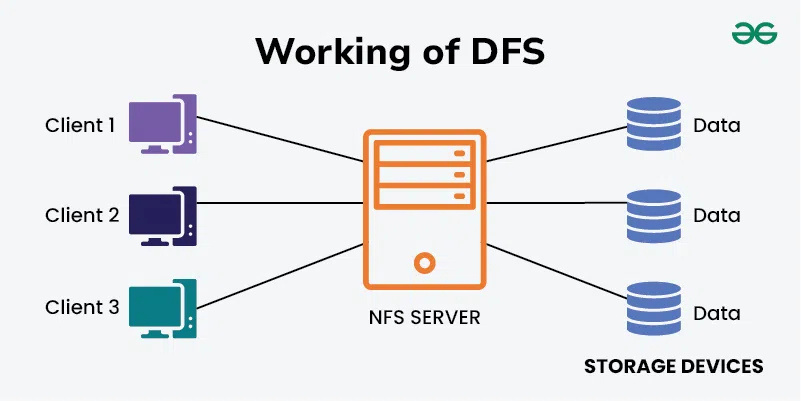 Working of DFS
Client 1
Data
Client 2
Data
Client 3
Data
NFS SERVER
STORAGE DEVICES